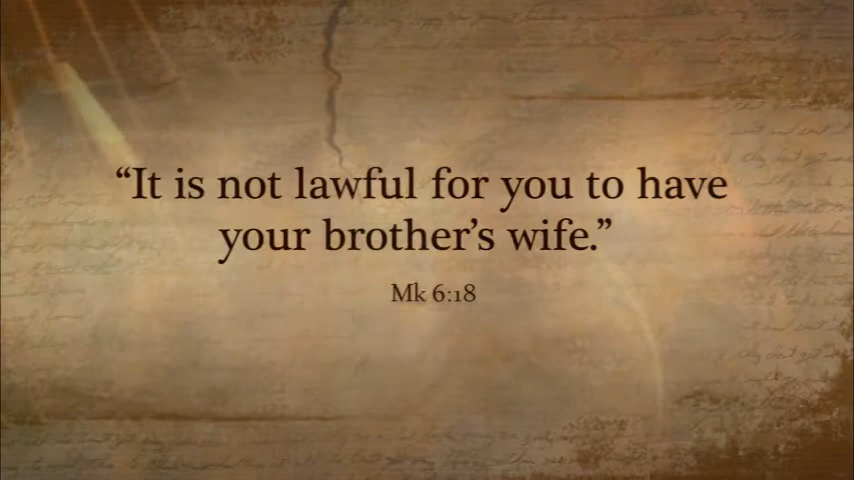 “It is not lawful for you to have
your brother’s wife.”
Mk 6:18